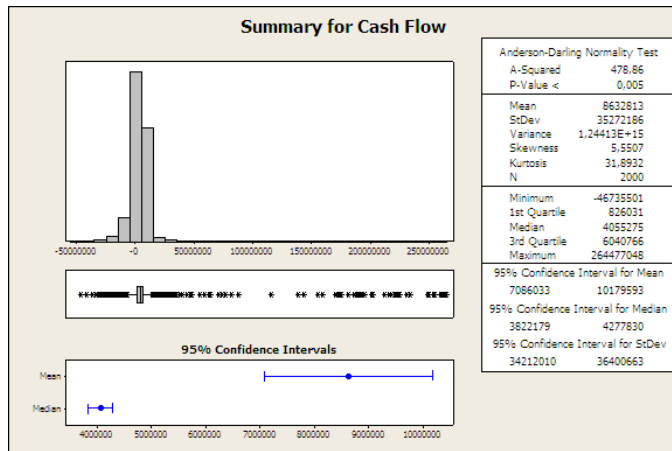 Summary for Cash Flow
-50000000 -0 50000000 100000000 150000000 200000000 250000000
95% Confidence Intervals
Mean
Median
4000000 5000000 6000000 7000000 8000000 9000000 10000000
Anderson-Darling Normality Test
A-Squared 478,86
P-Value < 0,005
Mean 8632813
StDev 35272186
Variance 1,24413E+15
Skewness 5,5507
Kurtosis 31,8932
N 2000
Minimum -46735501
1st Quartile 826031
Median 4055275
3rd Quartile 6040766
Maximum 264477048
95% Confidence Interval for Mean
7086033 10179593
95% Confidence Interval for Median
3822179 4277830
95% Confidence Interval for StDev
34212010 36400663